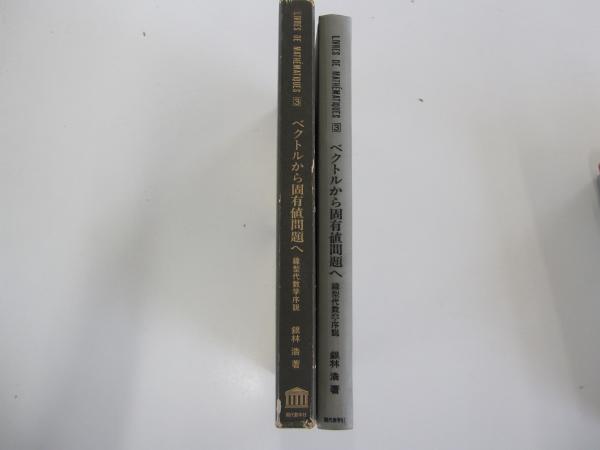 LIVRES DE MATHÉMATIQUES 3
ベクトルから固有値問題へ
線型代数学序説
銀林 浩 著
現代数学社
LIVRES DE MATHÉMATIQUES 3
ベクトルから固有値問題へ
線型代数学序説
銀林 浩 著
現代数学社